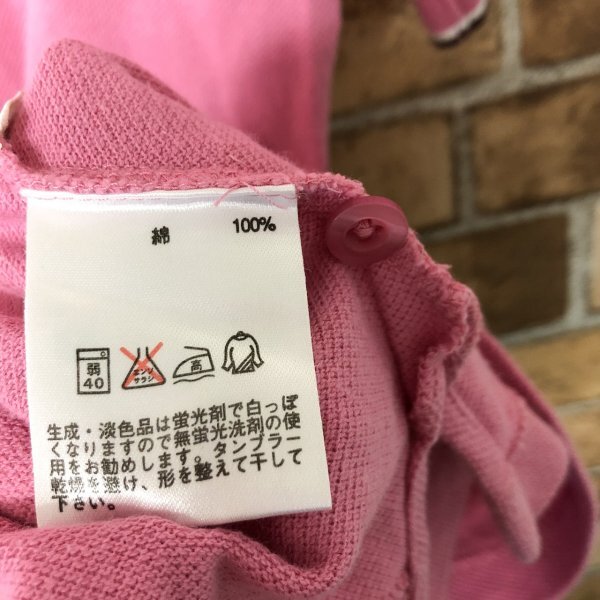 綿 100%
弱 40 エンソ サラシ 高
生成・淡色品は蛍光剤で白っぽ
くなりますので無蛍光洗剤の使
用をお勧めします。タンブラー
乾燥を避け、形を整えて干して
下さい。